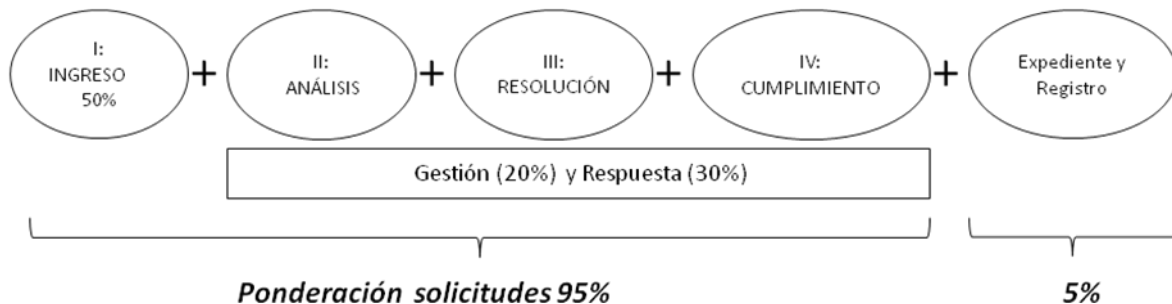 I:
INGRESO
50%
+
II:
ANÁLISIS
+
III:
RESOLUCIÓN
+
IV:
CUMPLIMIENTO
+
Expediente y
Registro
Gestión (20%) y Respuesta (30%)
Ponderación solicitudes 95%
5%